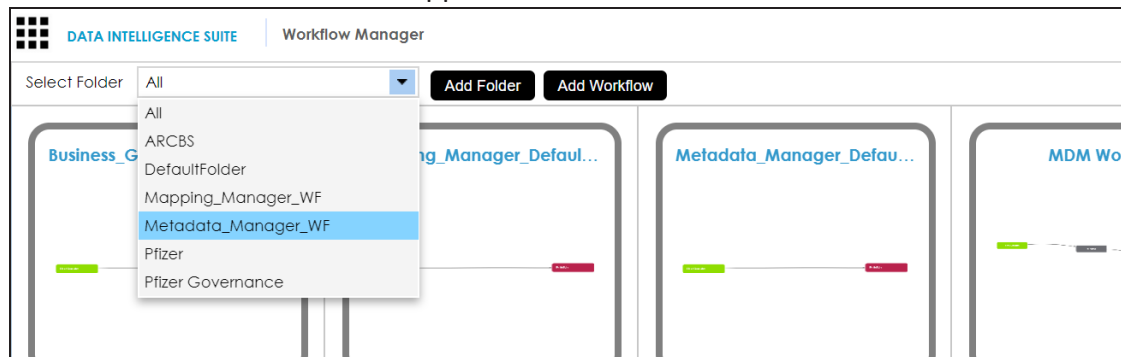 DATA INTELLIGENCE SUITE Workflow Manager
Select Folder All Add Folder Add Workflow
All
ARCBS
DefaultFolder
Mapping_Manager_WF
Metadata_Manager_WF
Pfizer
Pfizer Governance
Business_G
ng_Manager_Defaul...
Metadata_Manager_Defau...
MDM Wo